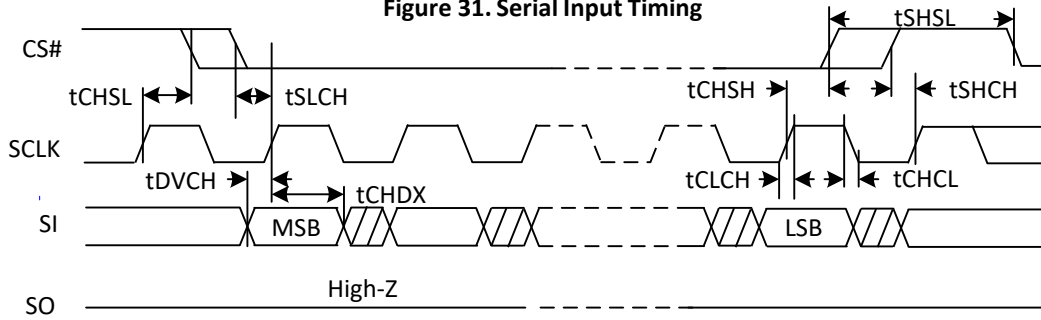 Figure 31. Serial Input Timing
tSHSL
CS#
tCHSL
tSLCH
tCHSH
tSHCH
SCLK
tDVCH
tCHDX
tCLCH
tCHCL
SI
MSB
LSB
High-Z
SO